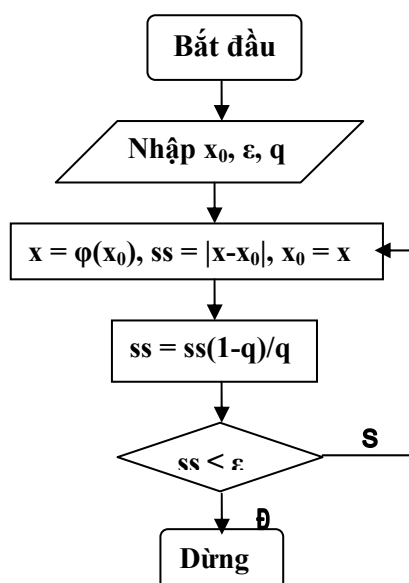 Bắt đầu
Nhập x₀, ε, q
x = φ(x₀), ss = |x-x₀|, x₀ = x
ss = ss(1-q)/q
ss < ε
S
Đ
Dừng